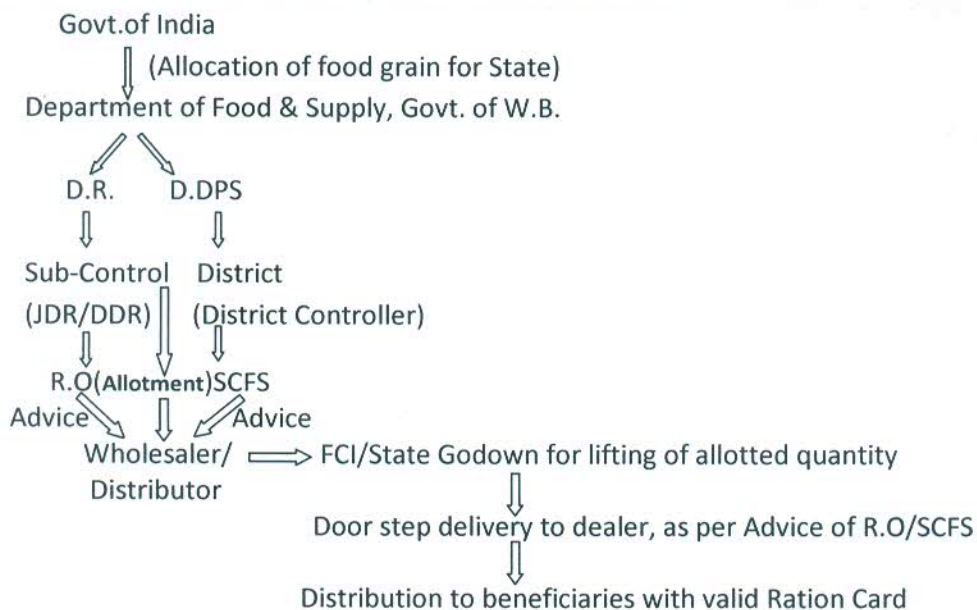 Govt.of India
(Allocation of food grain for State)
Department of Food & Supply, Govt. of W.B.
D.R. D.DPS
Sub-Control District
(JDR/DDR) (District Controller)
R.O(Allotment)SCFS
Advice Advice
Wholesaler/ FCI/State Godown for lifting of allotted quantity
Distributor
Door step delivery to dealer, as per Advice of R.O/SCFS
Distribution to beneficiaries with valid Ration Card